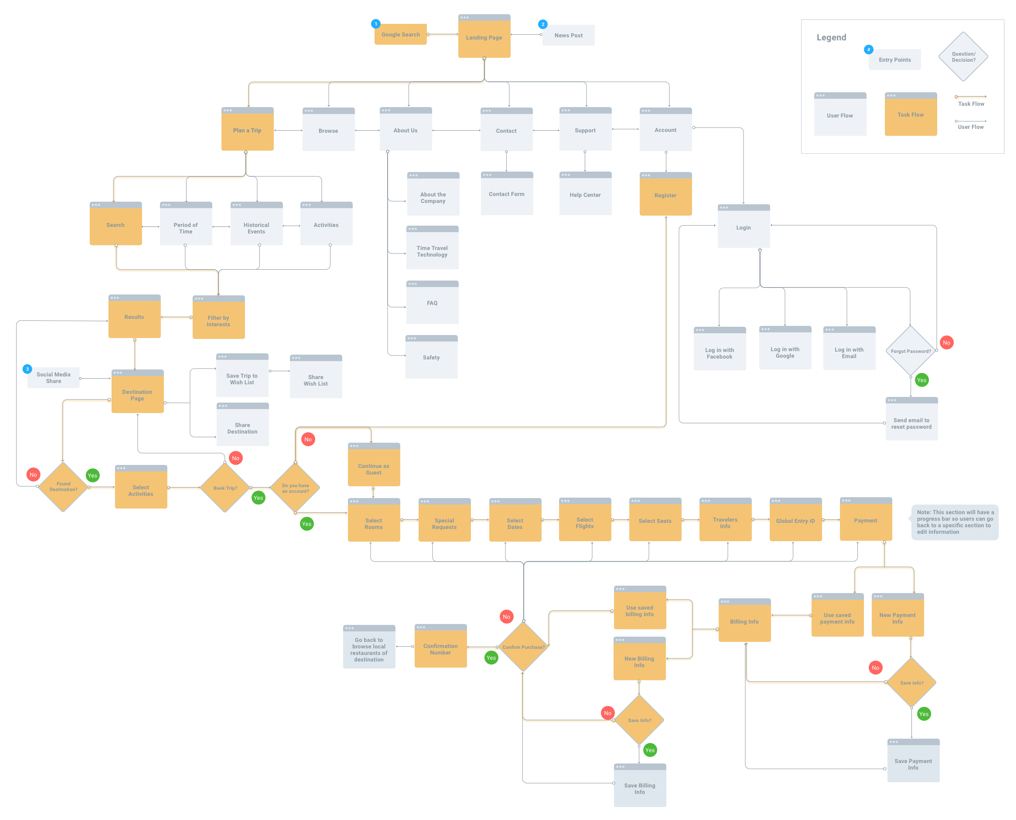 1
Google Search
Landing Page
2
News Post
Legend
#
Entry Points
Question/
Decision?
User Flow
Task Flow
Task Flow
User Flow
Plan a Trip
Browse
About Us
Contact
Support
Account
About the
Company
Contact Form
Help Center
Register
Search
Period of
Time
Historical
Events
Activities
Login
Time Travel
Technology
FAQ
Safety
Results
Filter by
Interests
Log in with
Facebook
Log in with
Google
Log in with
Email
Forgot Password?
No
Yes
Send email to
reset password
3
Social Media
Share
Destination
Page
Save Trip to
Wish List
Share
Wish List
Share
Destination
No
Found
Destination?
Yes
Select
Activities
No
Book Trip?
Yes
No
Do you have
an account?
Yes
Continue as
Guest
Select
Rooms
Special
Requests
Select
Dates
Select
Flights
Select Seats
Travelers
Info
Global Entry ID
Payment
Note: This section will have a
progress bar so users can go
back to a specific section to
edit information
Go back to
browse local
restaurants of
destination
Confirmation
Number
Yes
No
Confirm Purchase?
Use saved
billing info
New Billing
Info
Billing Info
Use saved
payment info
New Payment
Info
No
Save Info?
Yes
Save Billing
Info
No
Save Info?
Yes
Save Payment
Info